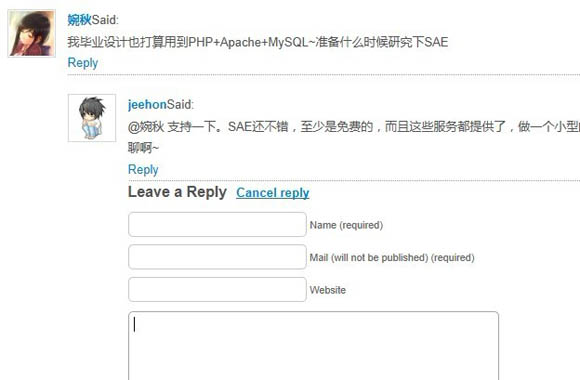 婉秋Said:
我毕业设计也打算用到PHP+Apache+MySQL~准备什么时候研究下SAE
Reply
jeehonSaid:
@婉秋 支持一下。SAE还不错，至少是免费的，而且这些服务都提供了，做一个小型
聊啊~
Reply
Leave a Reply Cancel reply
Name (required)
Mail (will not be published) (required)
Website